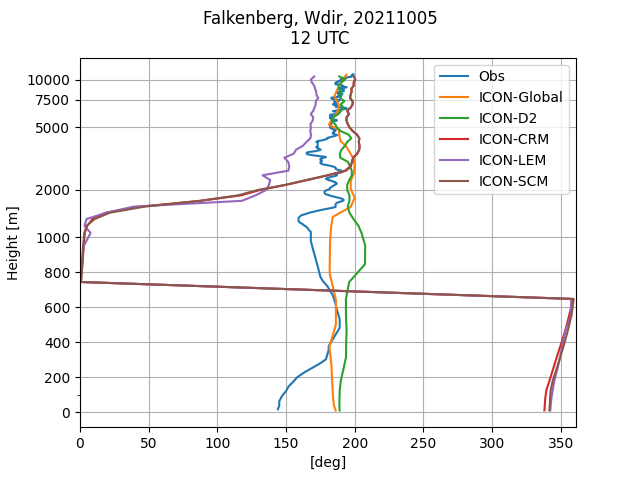 Falkenberg, Wdir, 20211005
12 UTC
Height [m]
10000
7500
5000
2000
1000
800
600
400
200
0
Obs
ICON-Global
ICON-D2
ICON-CRM
ICON-LEM
ICON-SCM
0 50 100 150 200 250 300 350
[deg]